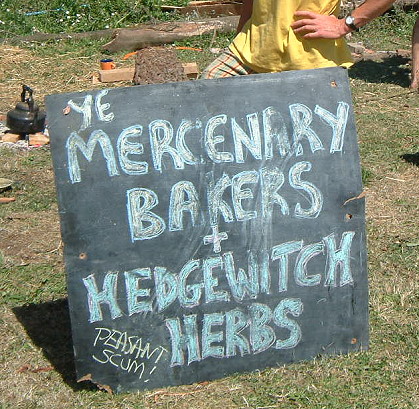 YE
MERCENARY
BAKERS
+
HEDGEWITCH
HERBS
PEASANT
SCUM!